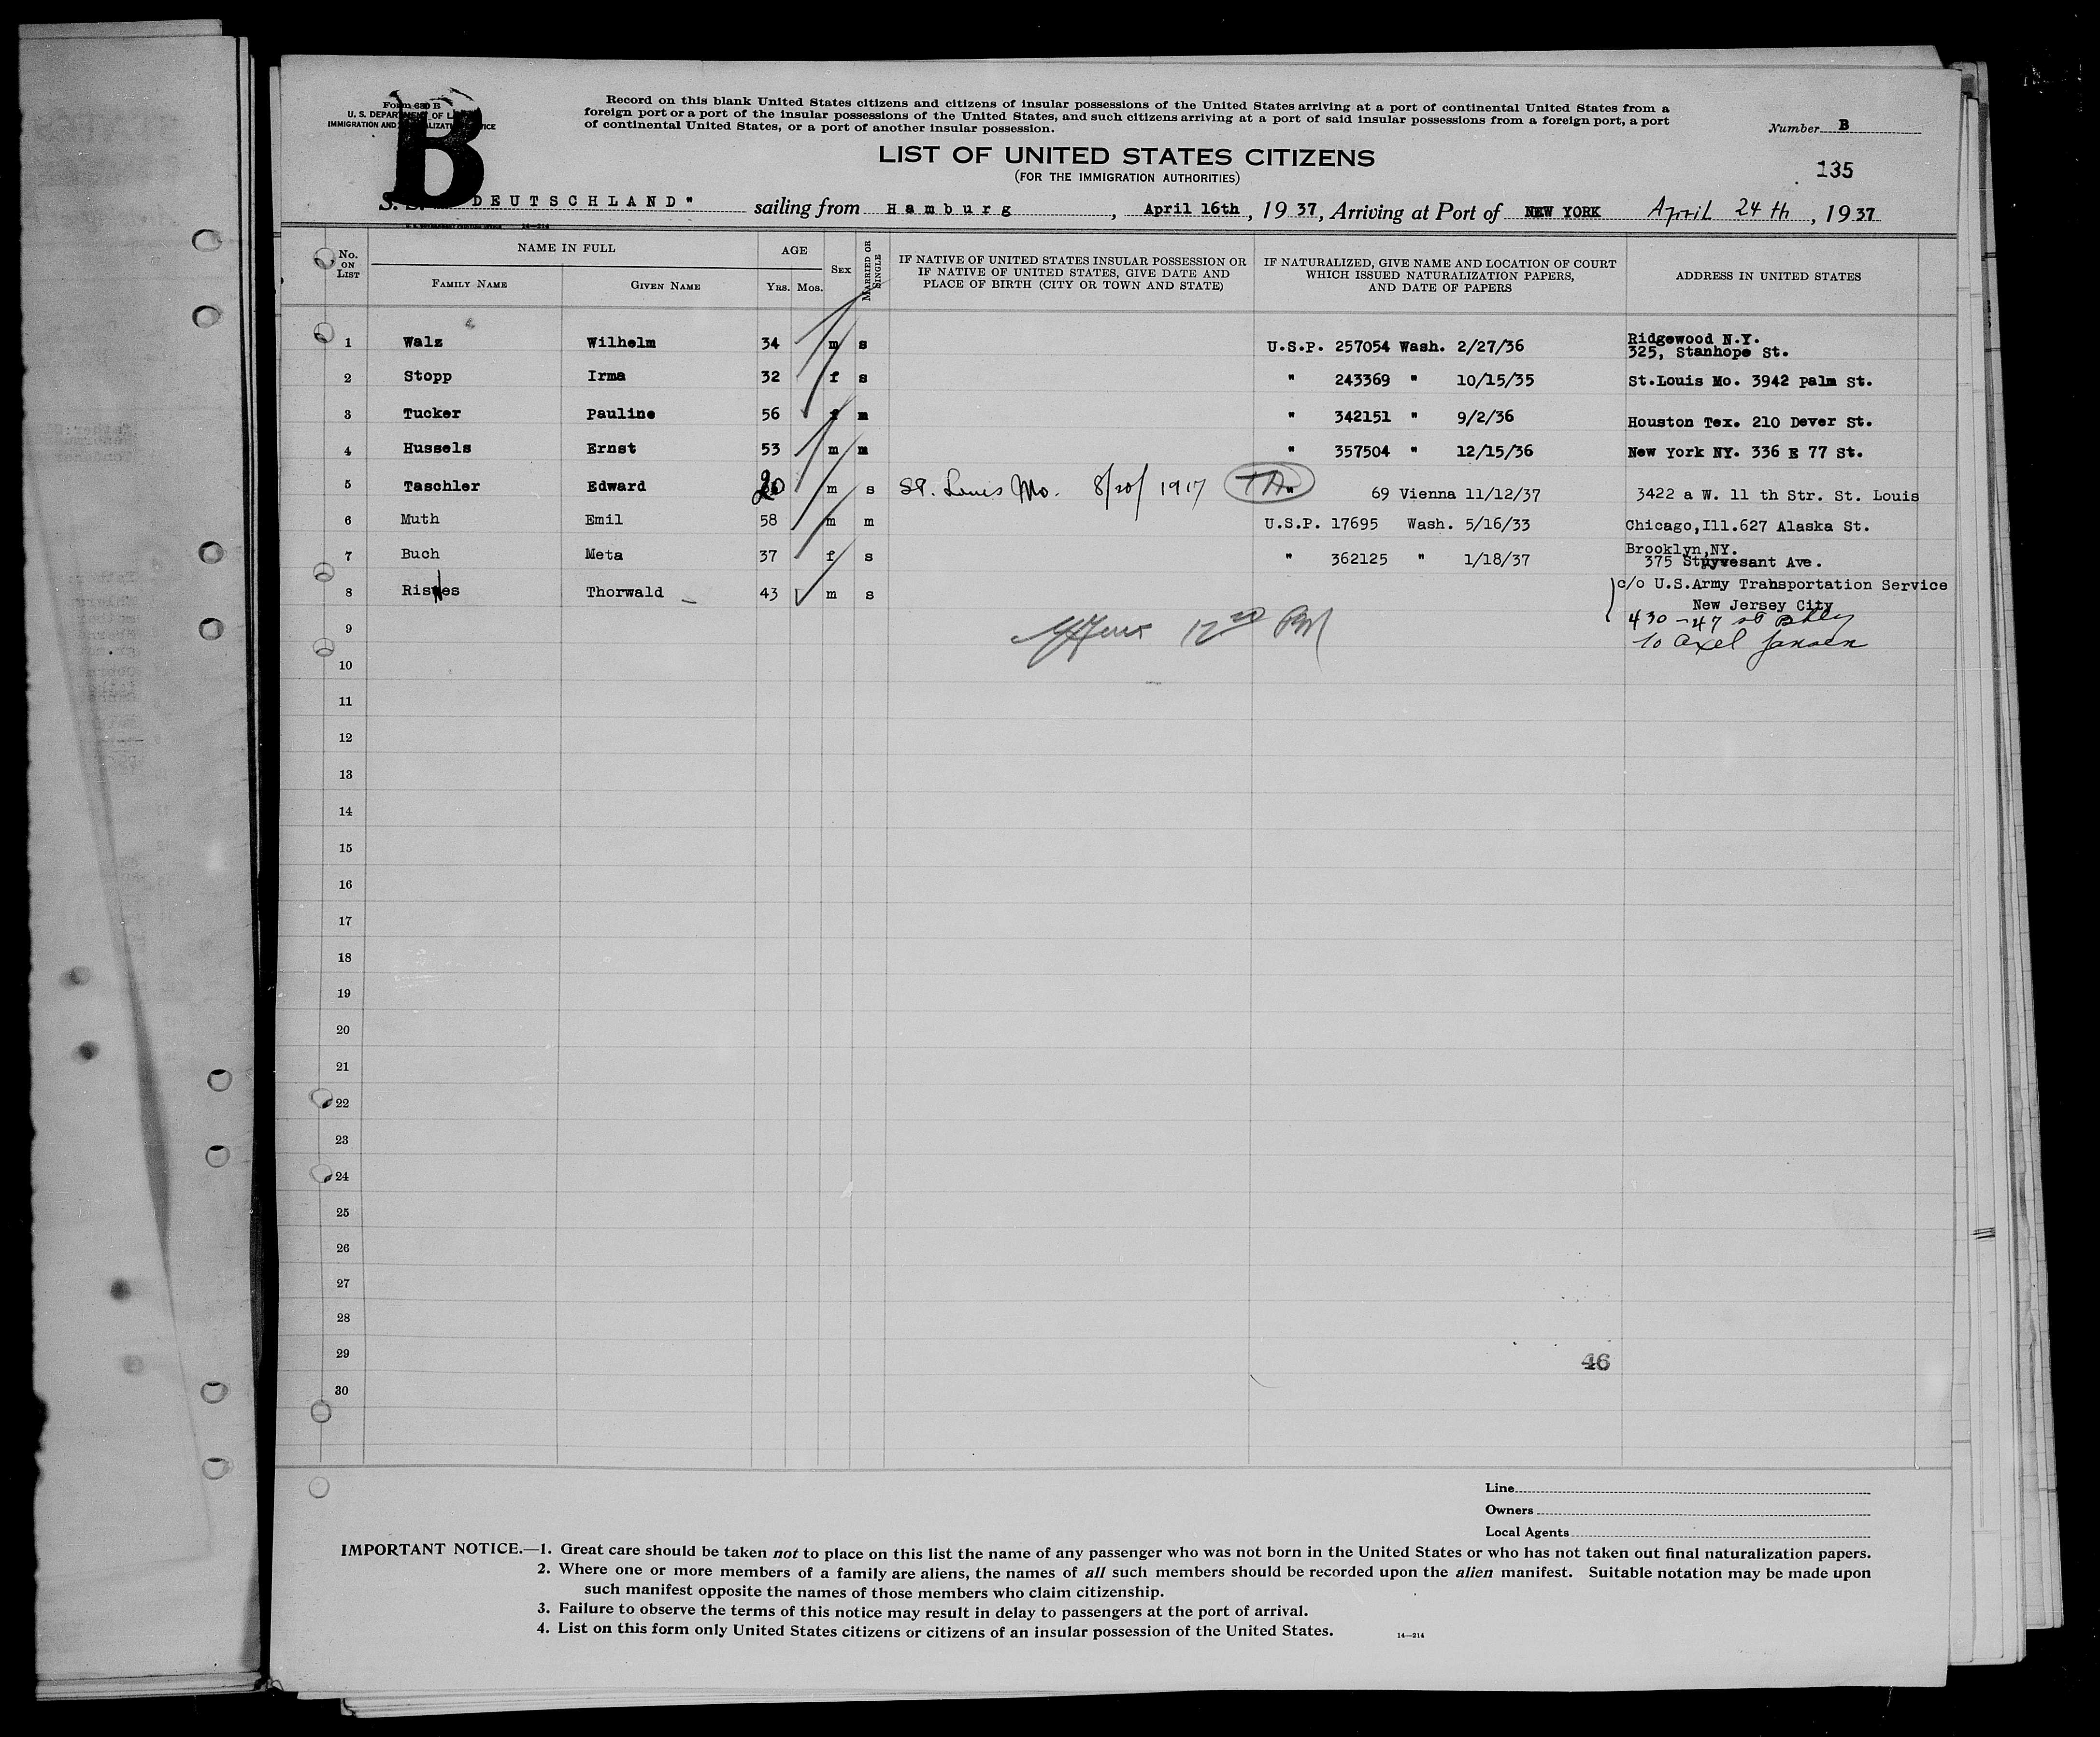 Form 630 B
U. S. DEPARTMENT OF L
IMMIGRATION AND NATURALIZATION SERVICE
B
Record on this blank United States citizens and citizens of insular possessions of the United States arriving at a port of continental United States from a
foreign port or a port of the insular possessions of the United States, and such citizens arriving at a port of said insular possessions from a foreign port, a port
of continental United States, or a port of another insular possession.
Number B
LIST OF UNITED STATES CITIZENS
(FOR THE IMMIGRATION AUTHORITIES)
135
S. S. DEUTSCHLAND" sailing from Hamburg, April 16th, 1937, Arriving at Port of NEW YORK April 24th, 1937
14—214
No. ON LIST
NAME IN FULL
FAMILY NAME GIVEN NAME
AGE
YRS. MOS.
SEX
MARRIED OR SINGLE
IF NATIVE OF UNITED STATES INSULAR POSSESSION OR
IF NATIVE OF UNITED STATES, GIVE DATE AND
PLACE OF BIRTH (CITY OR TOWN AND STATE)
IF NATURALIZED, GIVE NAME AND LOCATION OF COURT
WHICH ISSUED NATURALIZATION PAPERS,
AND DATE OF PAPERS
ADDRESS IN UNITED STATES
1 Walz Wilhelm 34 m s U.S.P. 257054 Wash. 2/27/36 Ridgewood N.Y.
325, Stanhope St.
2 Stopp Irma 32 f s " 243369 " 10/15/35 St.Louis Mo. 3942 Palm St.
3 Tucker Pauline 56 f m " 342151 " 9/2/36 Houston Tex. 210 Dever St.
4 Hussels Ernst 53 m m " 357504 " 12/15/36 New York NY. 336 E 77 St.
5 Taschler Edward 20 m s St. Louis Mo. 8/20/1917 " 69 Vienna 11/12/37 3422 a W. 11 th Str. St. Louis
6 Muth Emil 58 m m U.S.P. 17695 Wash. 5/16/33 Chicago,Ill.627 Alaska St.
7 Buch Meta 37 f s " 362125 " 1/18/37 Brooklyn,NY.
375 Stuyvesant Ave.
8 Thorwald 43 m s c/o U.S.Army Transportation Service
New Jersey City
9 430 - 47 st
to Axel Jansen
10
11
12
13
14
15
16
17
18
19
20
21
22
23
24
25
26
27
28
29
46
30
Line
Owners
Local Agents
IMPORTANT NOTICE.—1. Great care should be taken not to place on this list the name of any passenger who was not born in the United States or who has not taken out final naturalization papers.
2. Where one or more members of a family are aliens, the names of all such members should be recorded upon the alien manifest. Suitable notation may be made upon
such manifest opposite the names of those members who claim citizenship.
3. Failure to observe the terms of this notice may result in delay to passengers at the port of arrival.
4. List on this form only United States citizens or citizens of an insular possession of the United States.
14—214